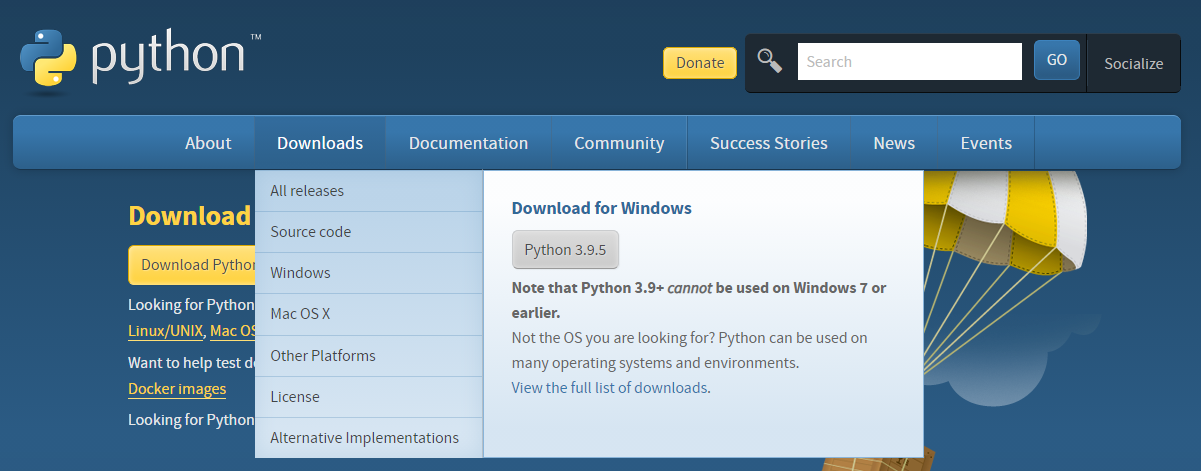 python™
Donate
Search
GO
Socialize
About
Downloads
Documentation
Community
Success Stories
News
Events
All releases
Source code
Windows
Mac OS X
Other Platforms
License
Alternative Implementations
Download for Windows
Python 3.9.5
Note that Python 3.9+ cannot be used on Windows 7 or
earlier.
Not the OS you are looking for? Python can be used on
many operating systems and environments.
View the full list of downloads.
Download
Download Python
Looking for Python
Linux/UNIX, Mac OS
Want to help test
Docker images
Looking for Python